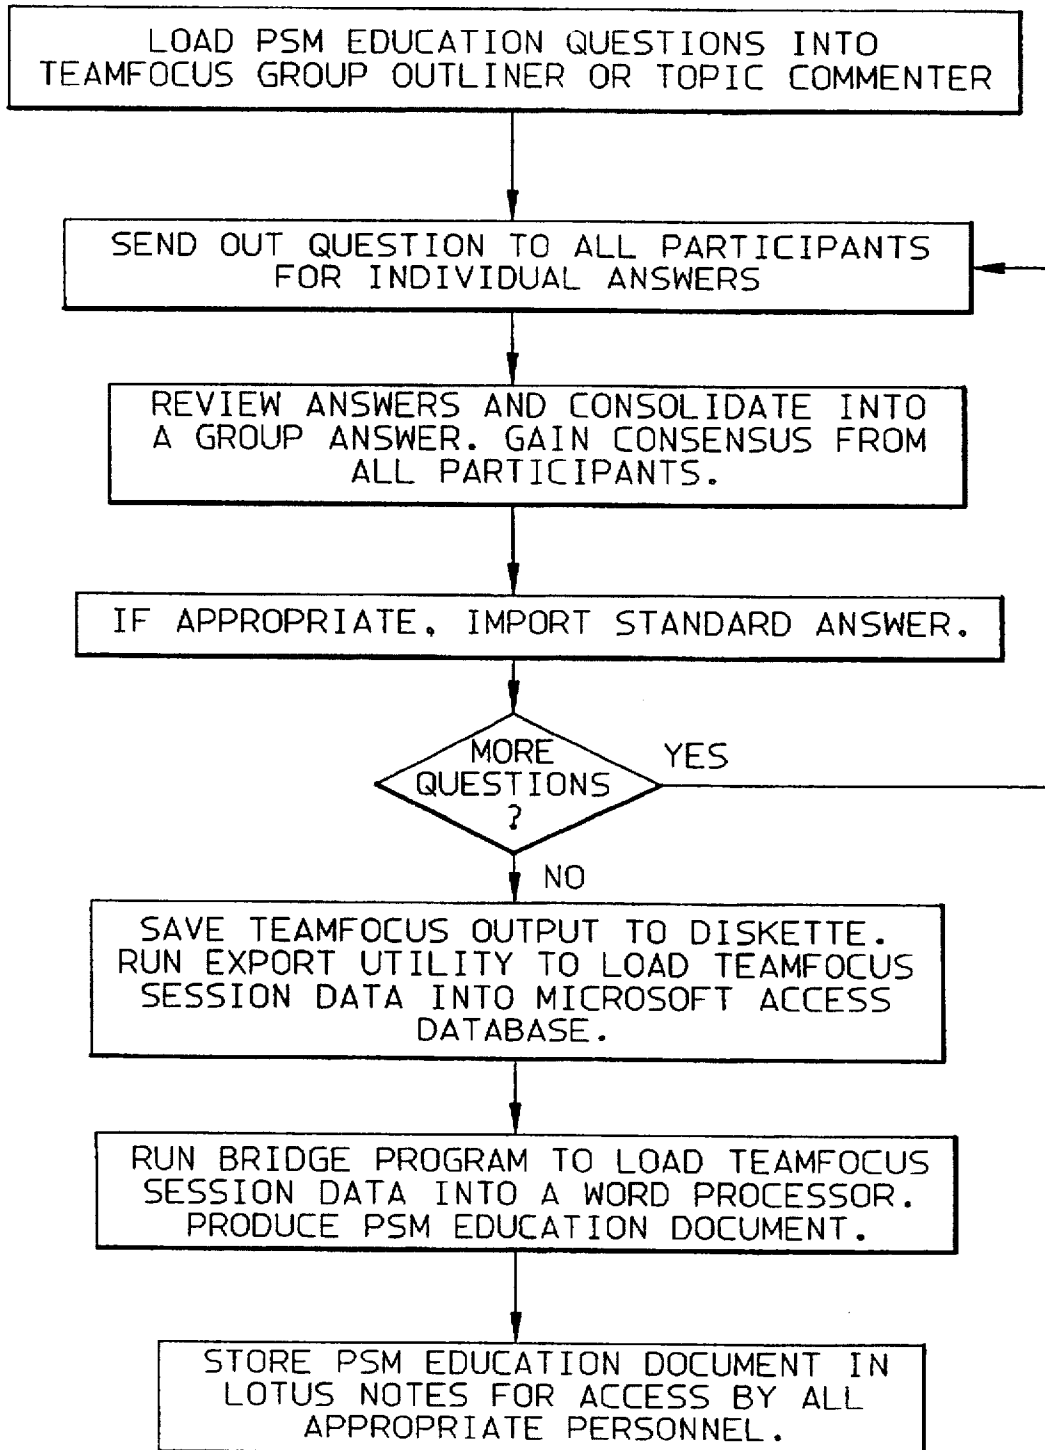 LOAD PSM EDUCATION QUESTIONS INTO
TEAMFOCUS GROUP OUTLINER OR TOPIC COMMENTER
SEND OUT QUESTION TO ALL PARTICIPANTS
FOR INDIVIDUAL ANSWERS
REVIEW ANSWERS AND CONSOLIDATE INTO
A GROUP ANSWER. GAIN CONSENSUS FROM
ALL PARTICIPANTS.
IF APPROPRIATE, IMPORT STANDARD ANSWER.
MORE
QUESTIONS
?
YES
NO
SAVE TEAMFOCUS OUTPUT TO DISKETTE.
RUN EXPORT UTILITY TO LOAD TEAMFOCUS
SESSION DATA INTO MICROSOFT ACCESS
DATABASE.
RUN BRIDGE PROGRAM TO LOAD TEAMFOCUS
SESSION DATA INTO A WORD PROCESSOR.
PRODUCE PSM EDUCATION DOCUMENT.
STORE PSM EDUCATION DOCUMENT IN
LOTUS NOTES FOR ACCESS BY ALL
APPROPRIATE PERSONNEL.